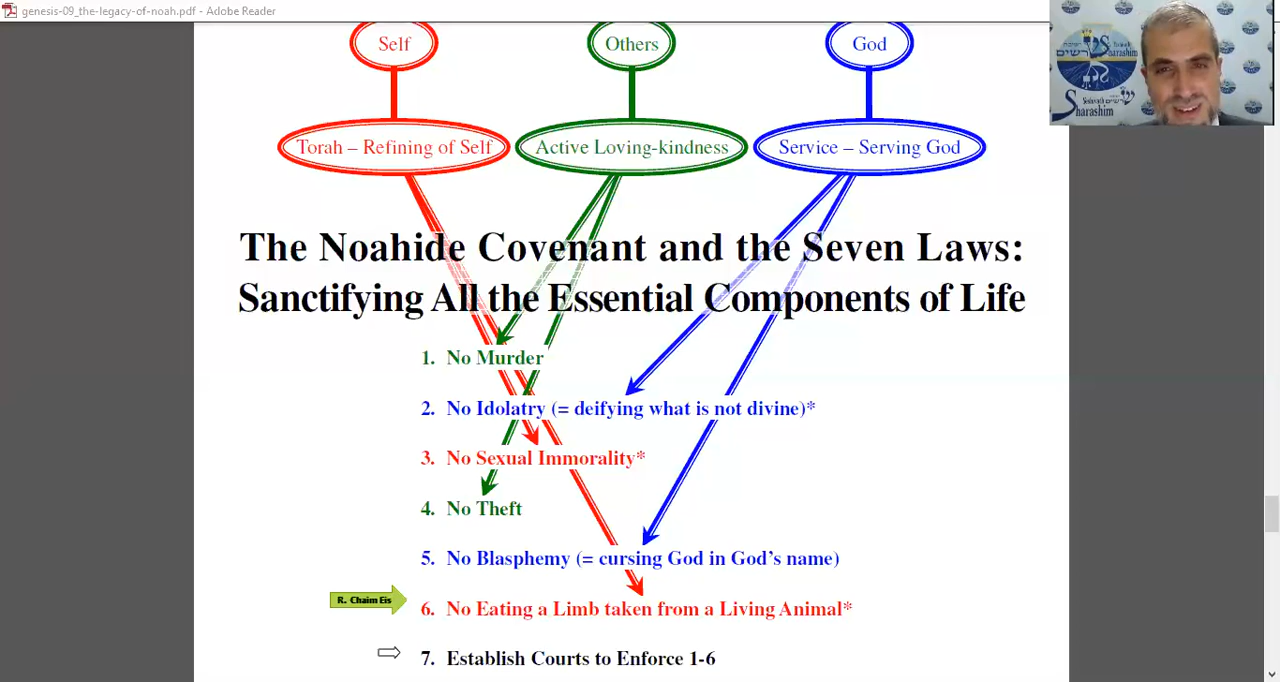 genesis-09_the-legacy-of-noah.pdf - Adobe Reader
Self
Others
God
Torah – Refining of Self
Active Loving-kindness
Service – Serving God
The Noahide Covenant and the Seven Laws:
Sanctifying All the Essential Components of Life
1. No Murder
2. No Idolatry (= deifying what is not divine)*
3. No Sexual Immorality*
4. No Theft
5. No Blasphemy (= cursing God in God's name)
R. Chaim Eis
6. No Eating a Limb taken from a Living Animal*
7. Establish Courts to Enforce 1-6
ישיבת
שרשים
Yeshivath
Sharashim